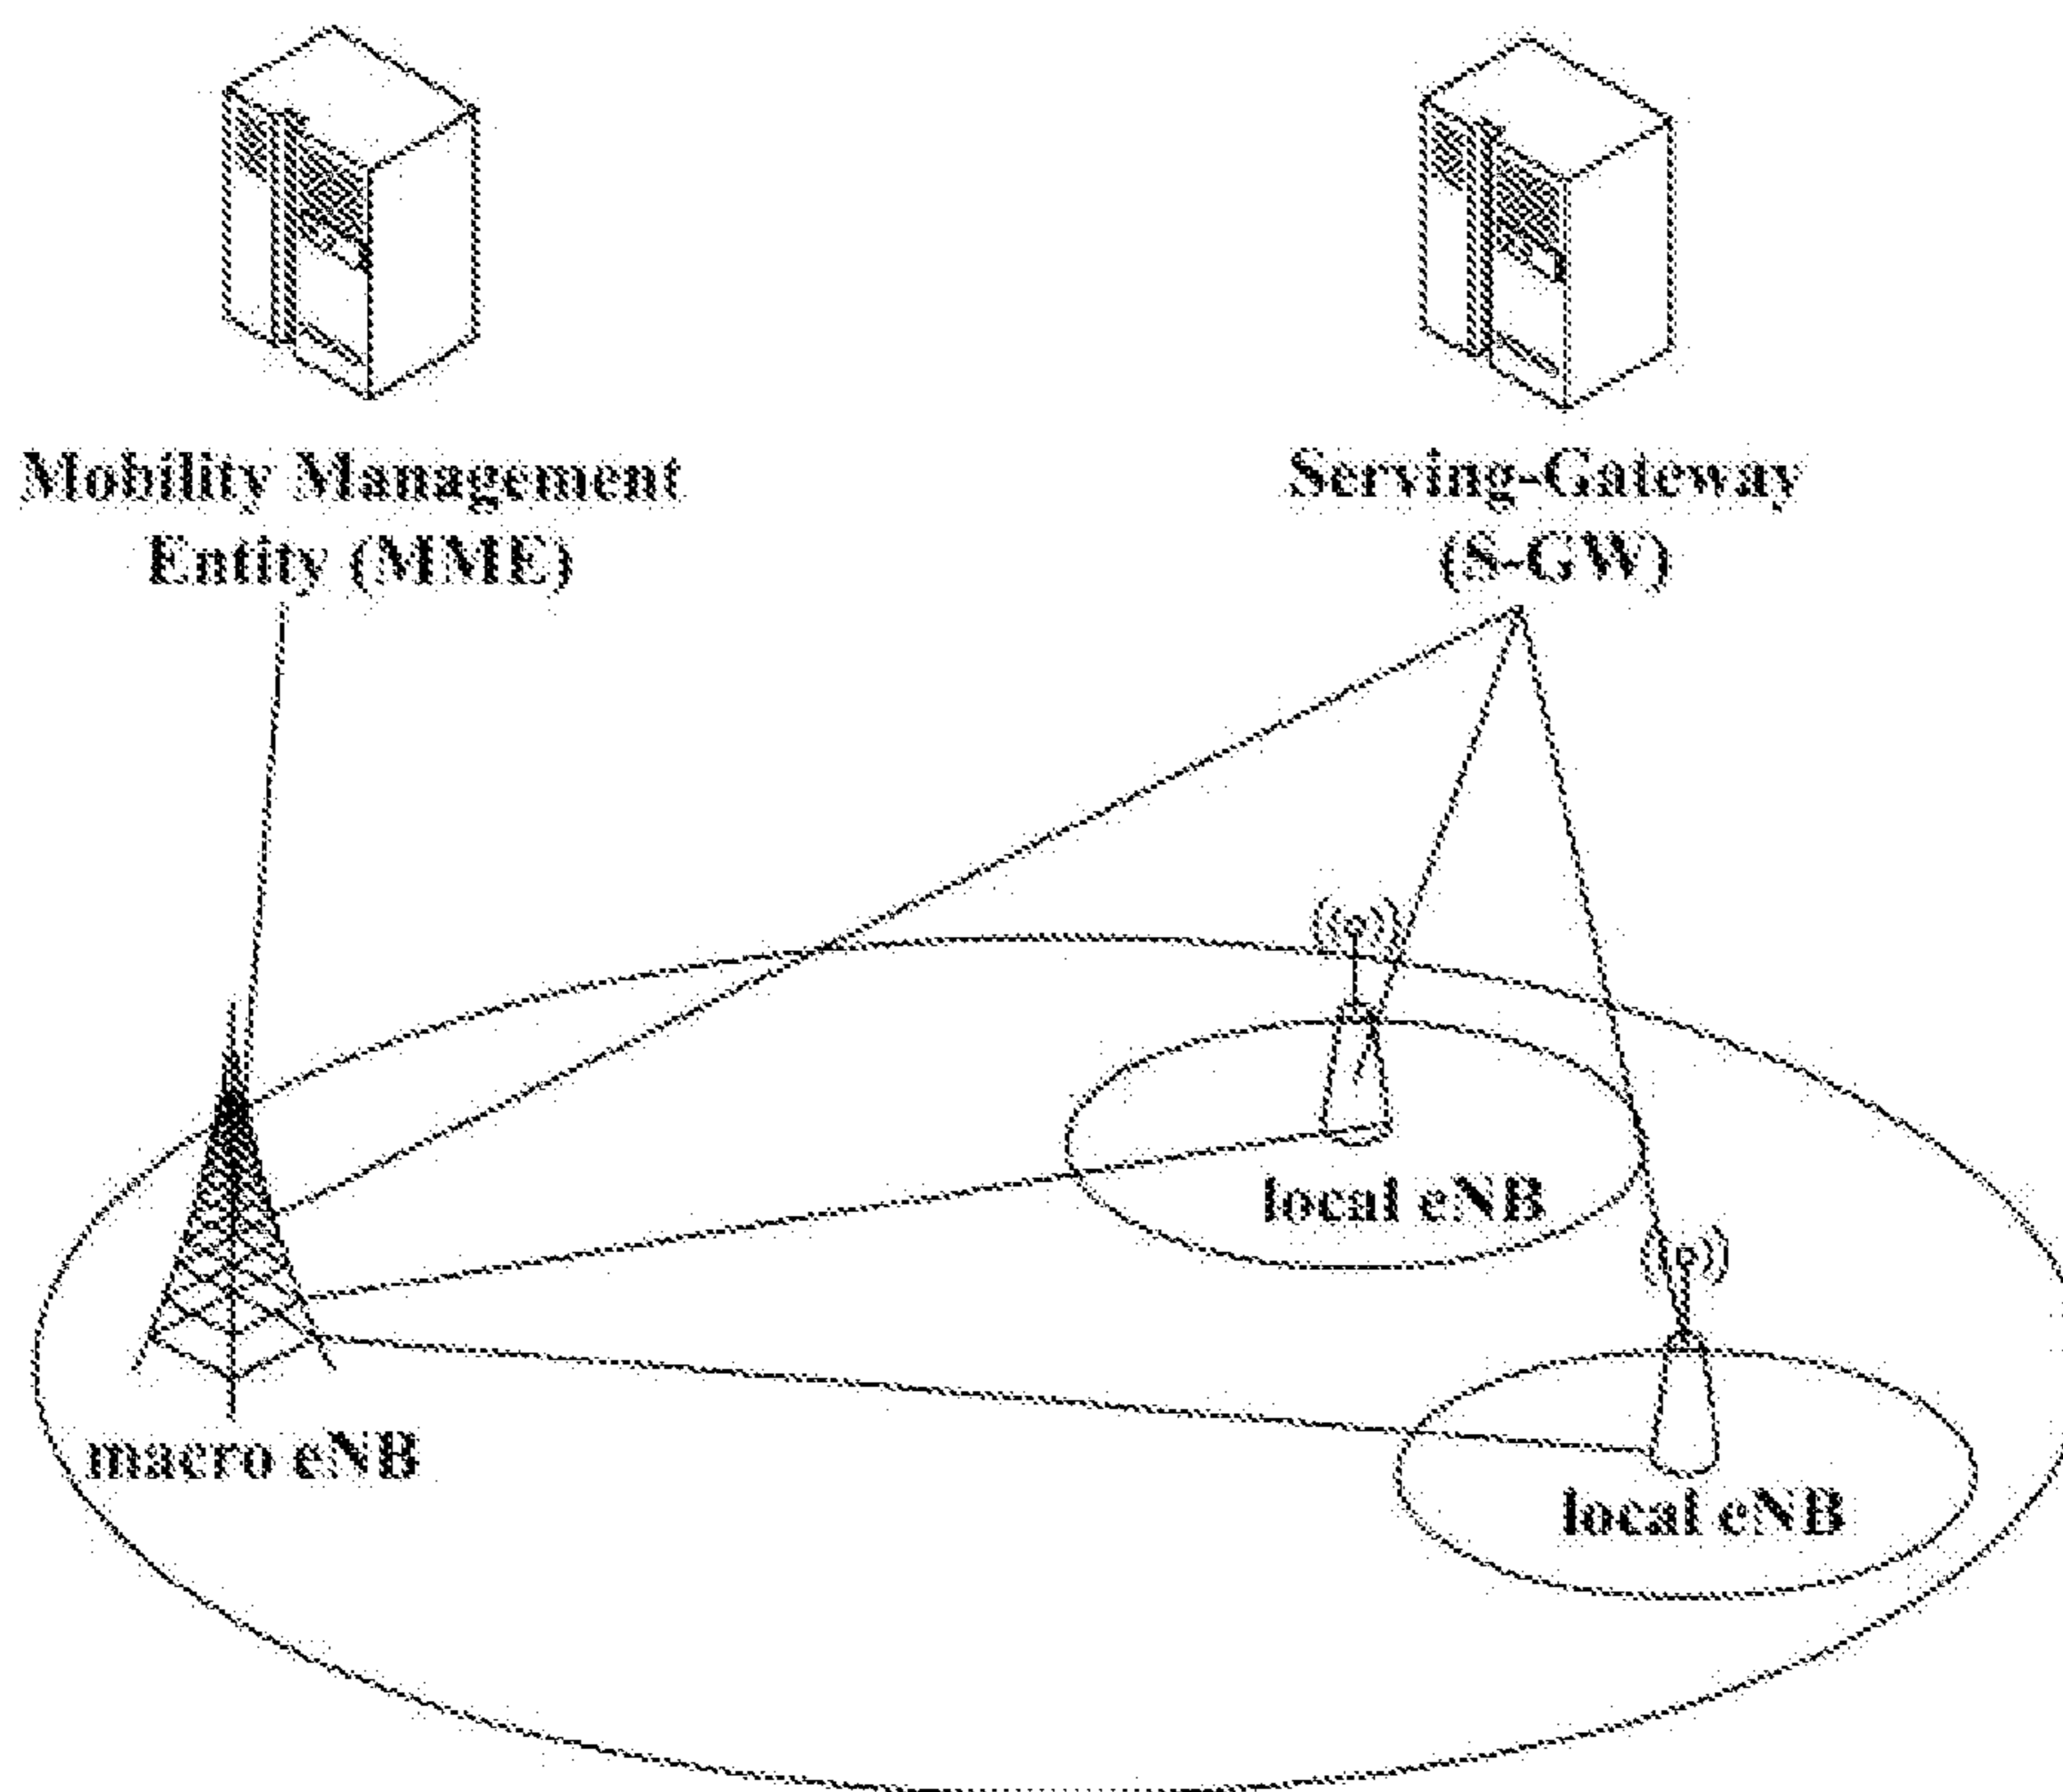 Mobility Management
Entity (MME)
Serving-Gateway
(S-GW)
local eNB
macro eNB
local eNB